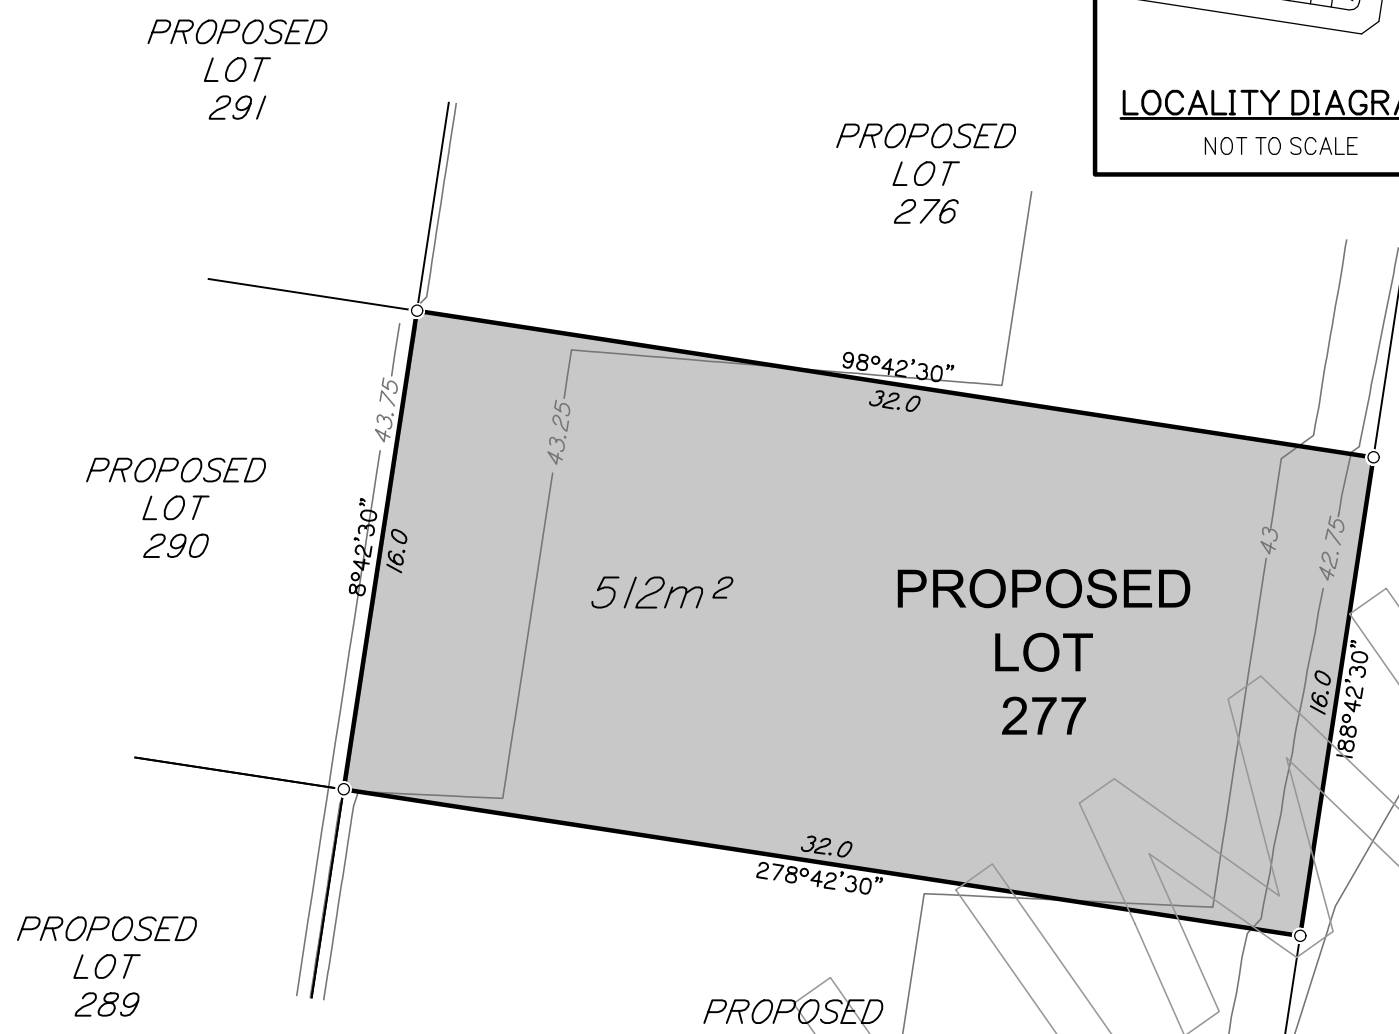 PROPOSED
LOT
291
PROPOSED
LOT
276
LOCALITY DIAGRA
NOT TO SCALE
98°42'30"
32.0
43.75
43.25
PROPOSED
LOT
290
8°42'30"
16.0
512m²
PROPOSED
LOT
277
43
42.75
16.0
188°42'30"
32.0
278°42'30"
PROPOSED
LOT
289
PROPOSED